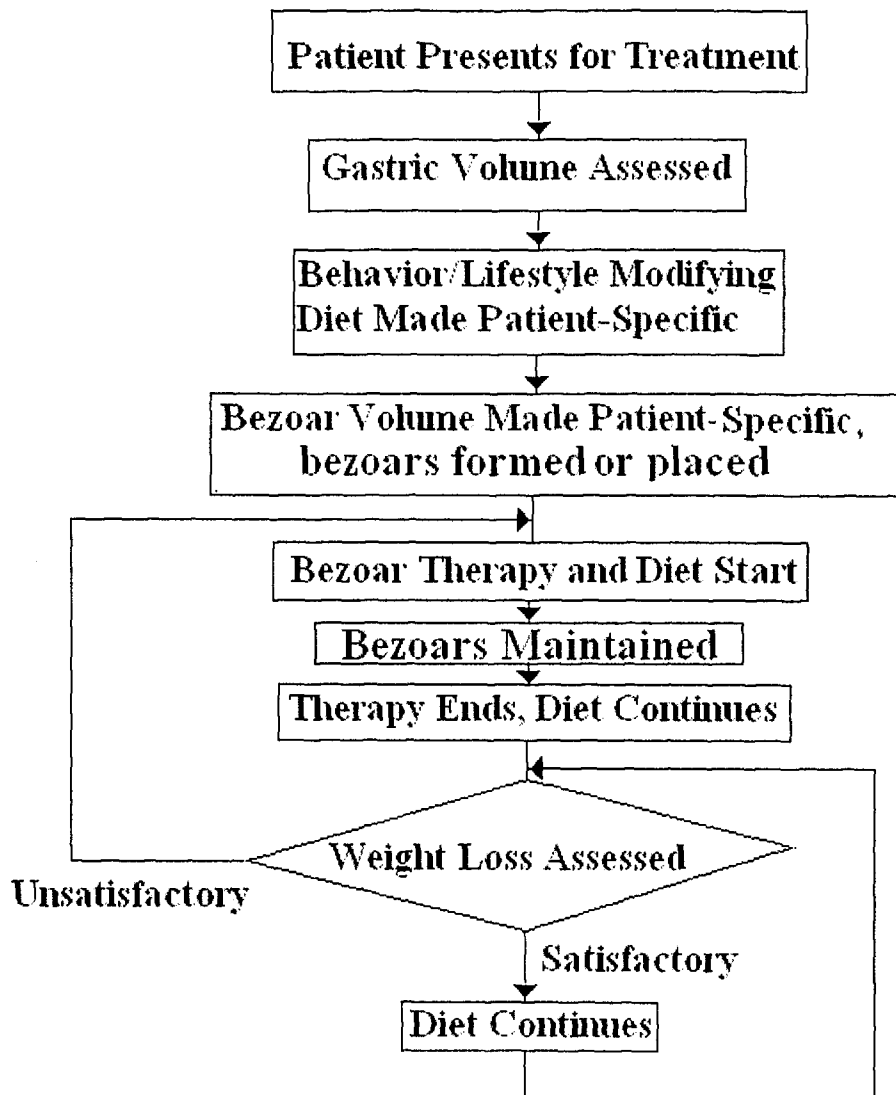 Patient Presents for Treatment
Gastric Volume Assessed
Behavior/Lifestyle Modifying
Diet Made Patient-Specific
Bezoar Volume Made Patient-Specific,
bezoars formed or placed
Bezoar Therapy and Diet Start
Bezoars Maintained
Therapy Ends, Diet Continues
Weight Loss Assessed
Unsatisfactory
Satisfactory
Diet Continues